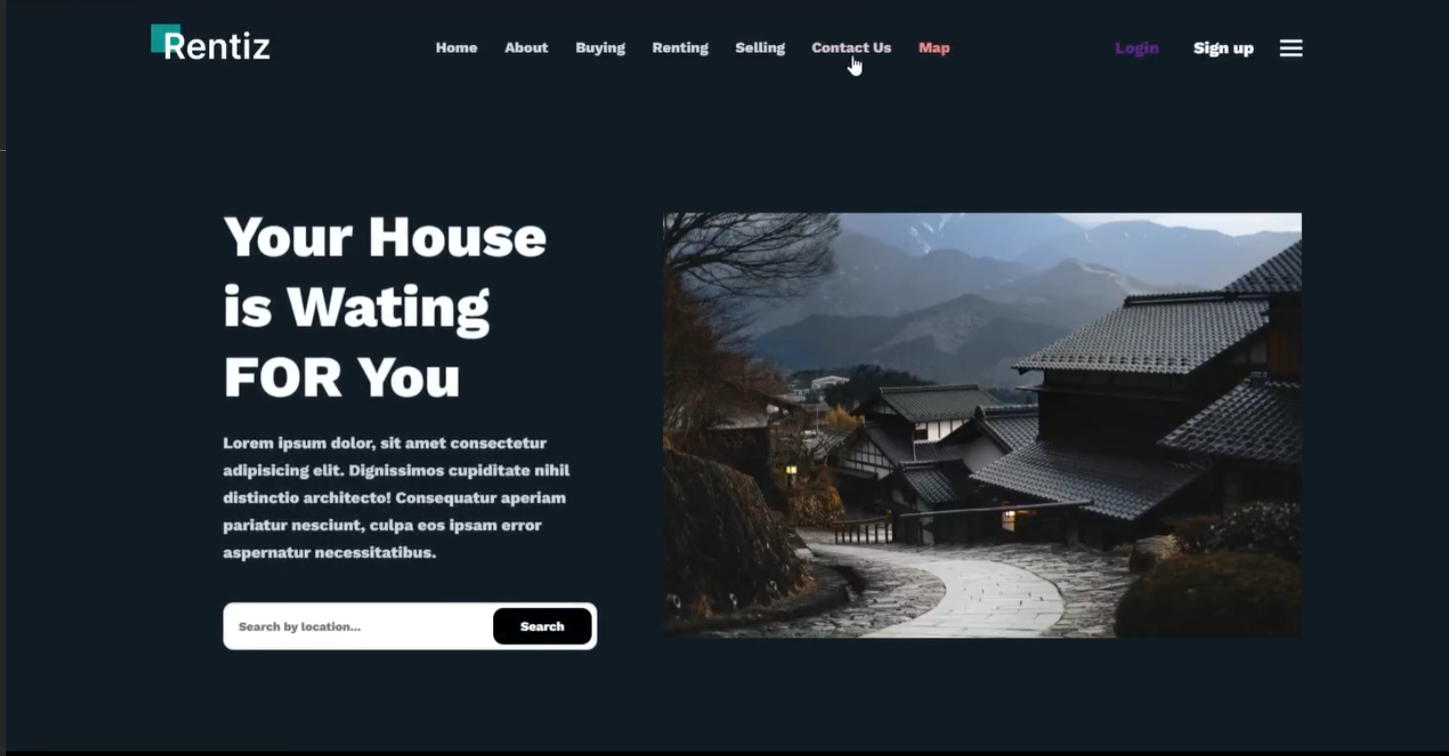 Rentiz
Home About Buying Renting Selling Contact Us Map
Login Sign up
Your House
is Wating
FOR You
Lorem ipsum dolor, sit amet consectetur
adipisicing elit. Dignissimos cupiditate nihil
distinctio architecto! Consequatur aperiam
pariatur nesciunt, culpa eos ipsam error
aspernatur necessitatibus.
Search by location... Search